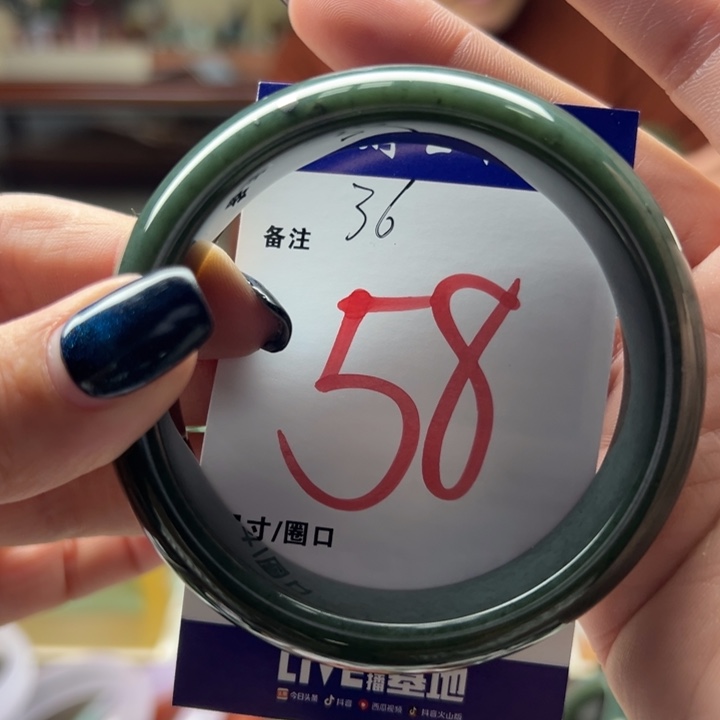 36
备注
58
寸/圈口
LIVE播基地
今日头条 抖音 西瓜视频 抖音火山版